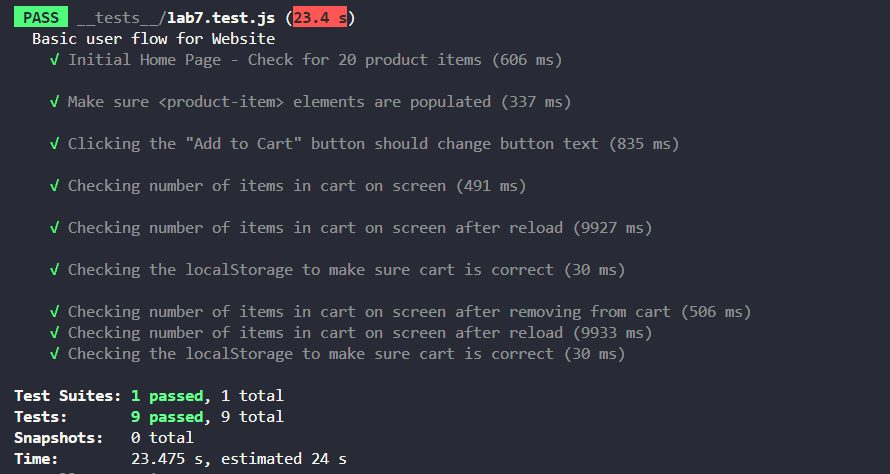 PASS __tests__/lab7.test.js (23.4 s)
Basic user flow for Website
√ Initial Home Page - Check for 20 product items (606 ms)
√ Make sure <product-item> elements are populated (337 ms)
√ Clicking the "Add to Cart" button should change button text (835 ms)
√ Checking number of items in cart on screen (491 ms)
√ Checking number of items in cart on screen after reload (9927 ms)
√ Checking the localStorage to make sure cart is correct (30 ms)
√ Checking number of items in cart on screen after removing from cart (506 ms)
√ Checking number of items in cart on screen after reload (9933 ms)
√ Checking the localStorage to make sure cart is correct (30 ms)
Test Suites: 1 passed, 1 total
Tests: 9 passed, 9 total
Snapshots: 0 total
Time: 23.475 s, estimated 24 s